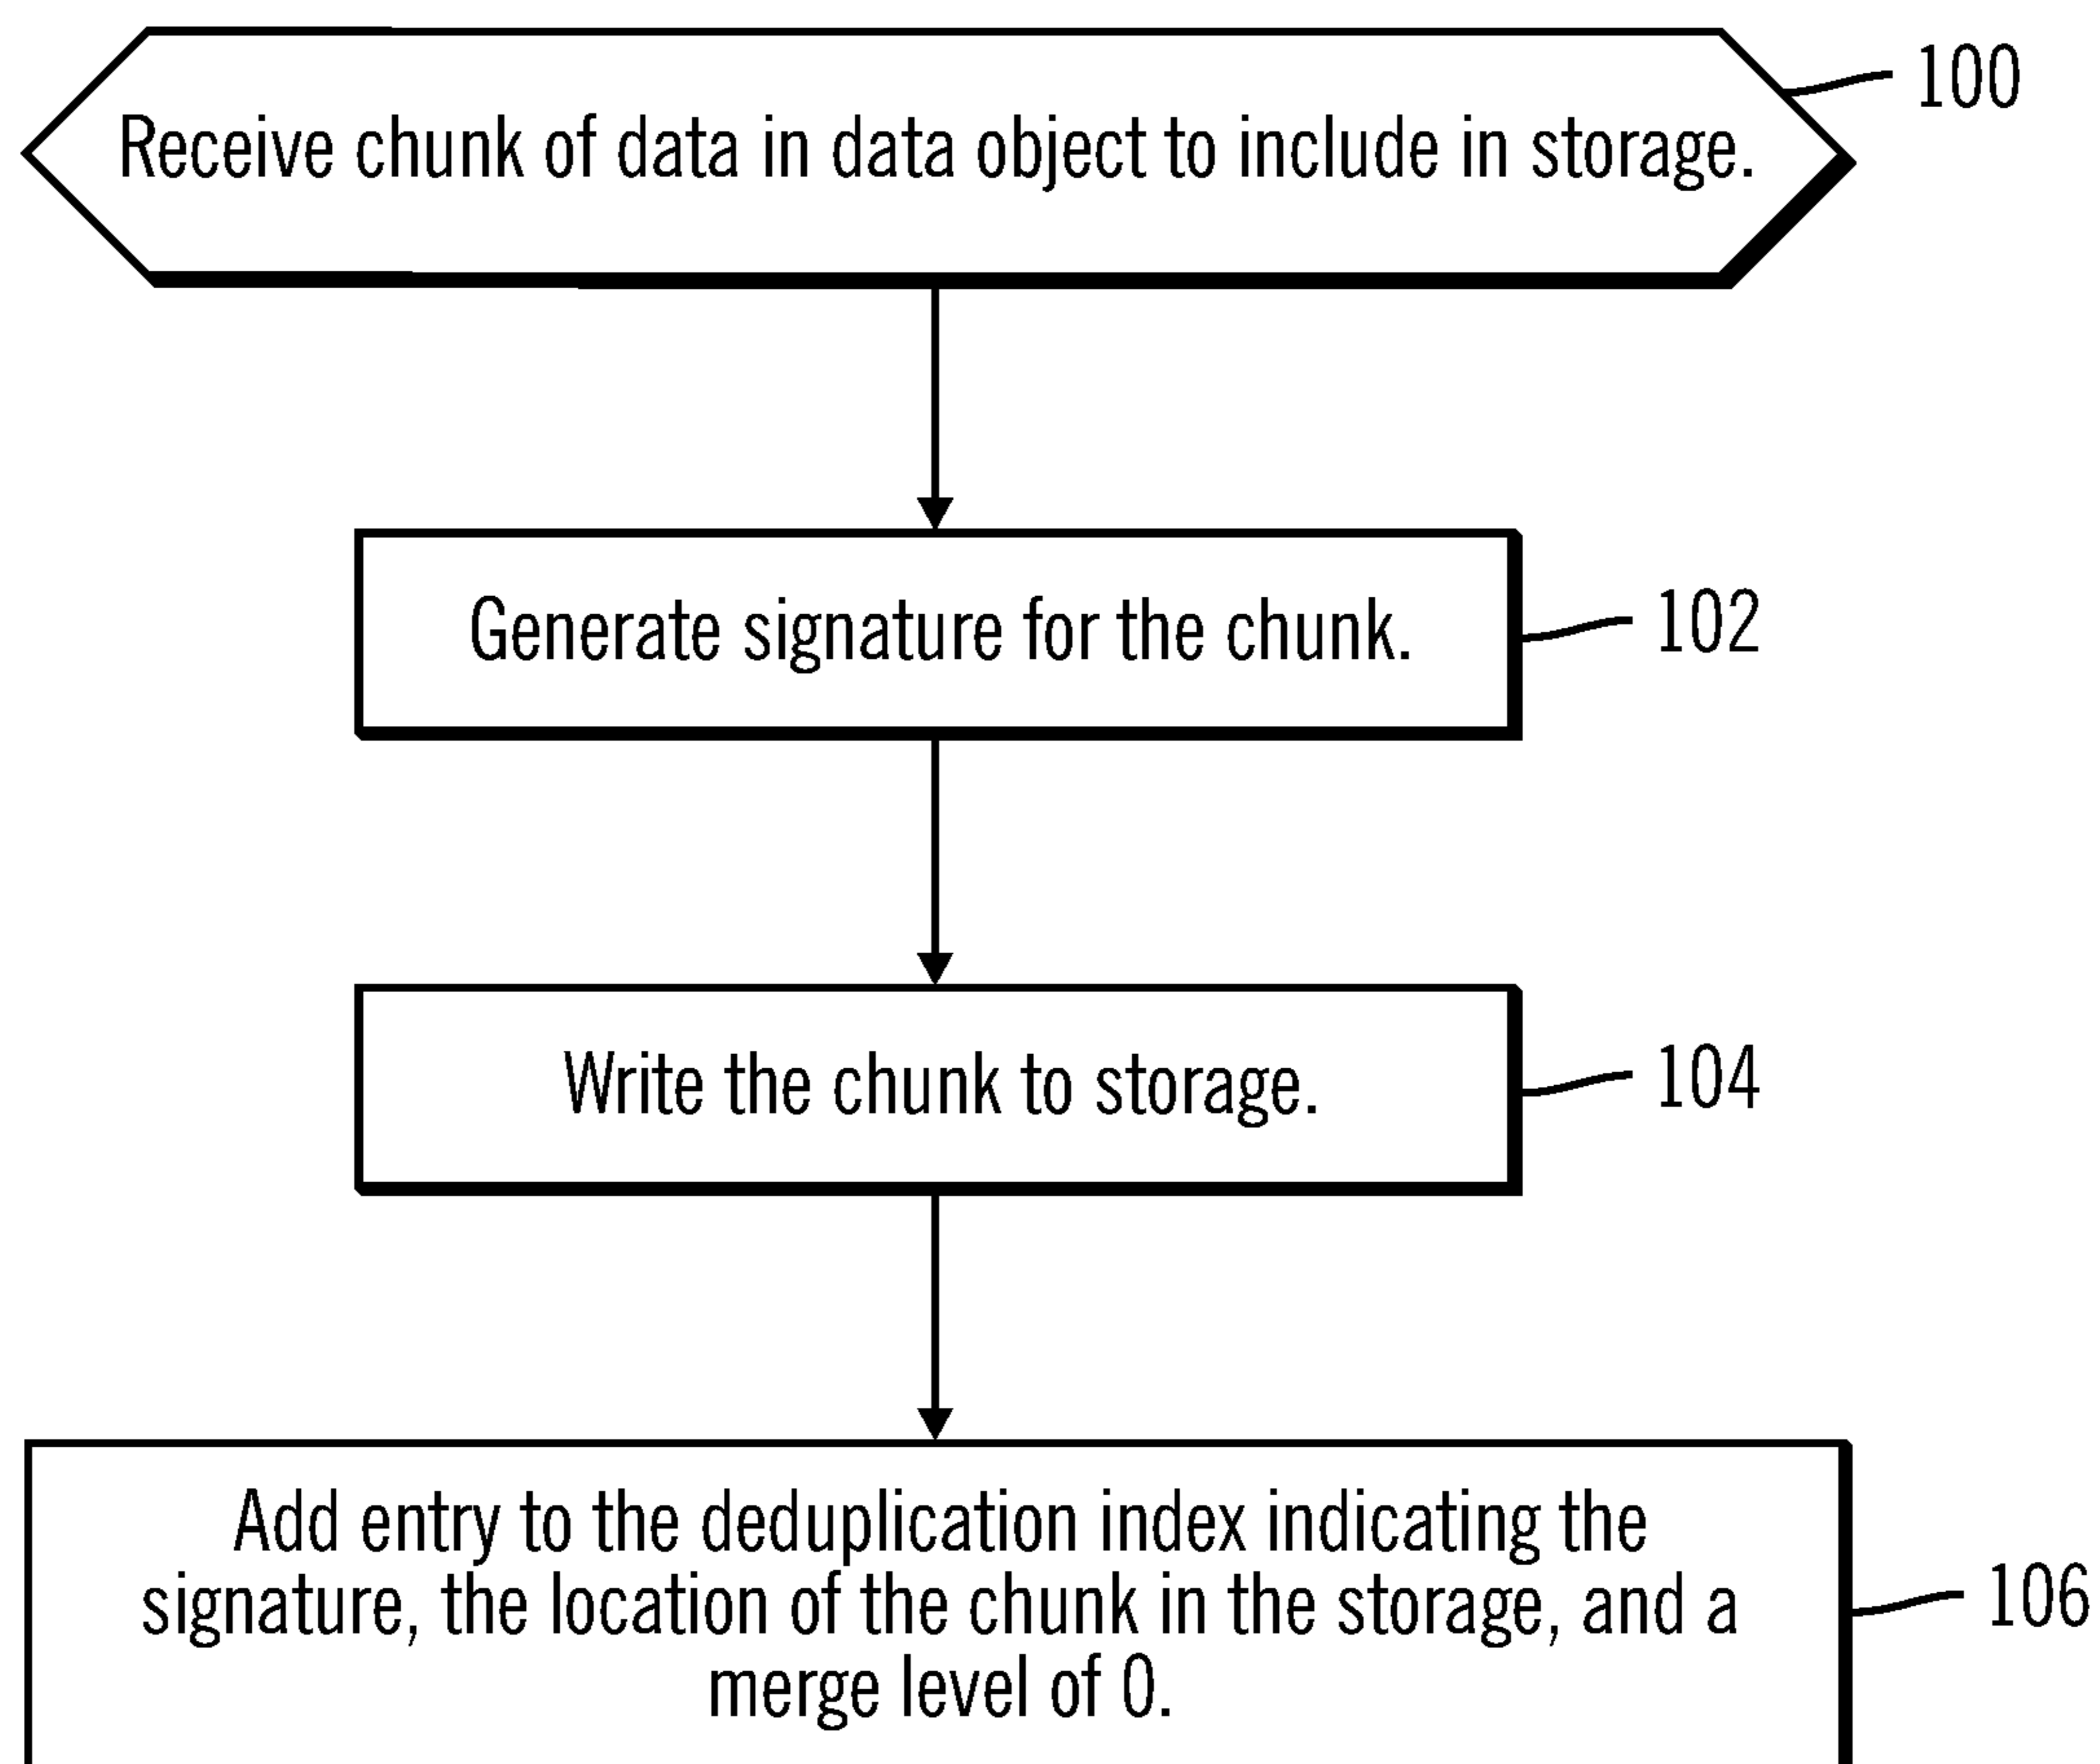 Receive chunk of data in data object to include in storage.
100
Generate signature for the chunk.
102
Write the chunk to storage.
104
Add entry to the deduplication index indicating the
signature, the location of the chunk in the storage, and a
merge level of 0.
106